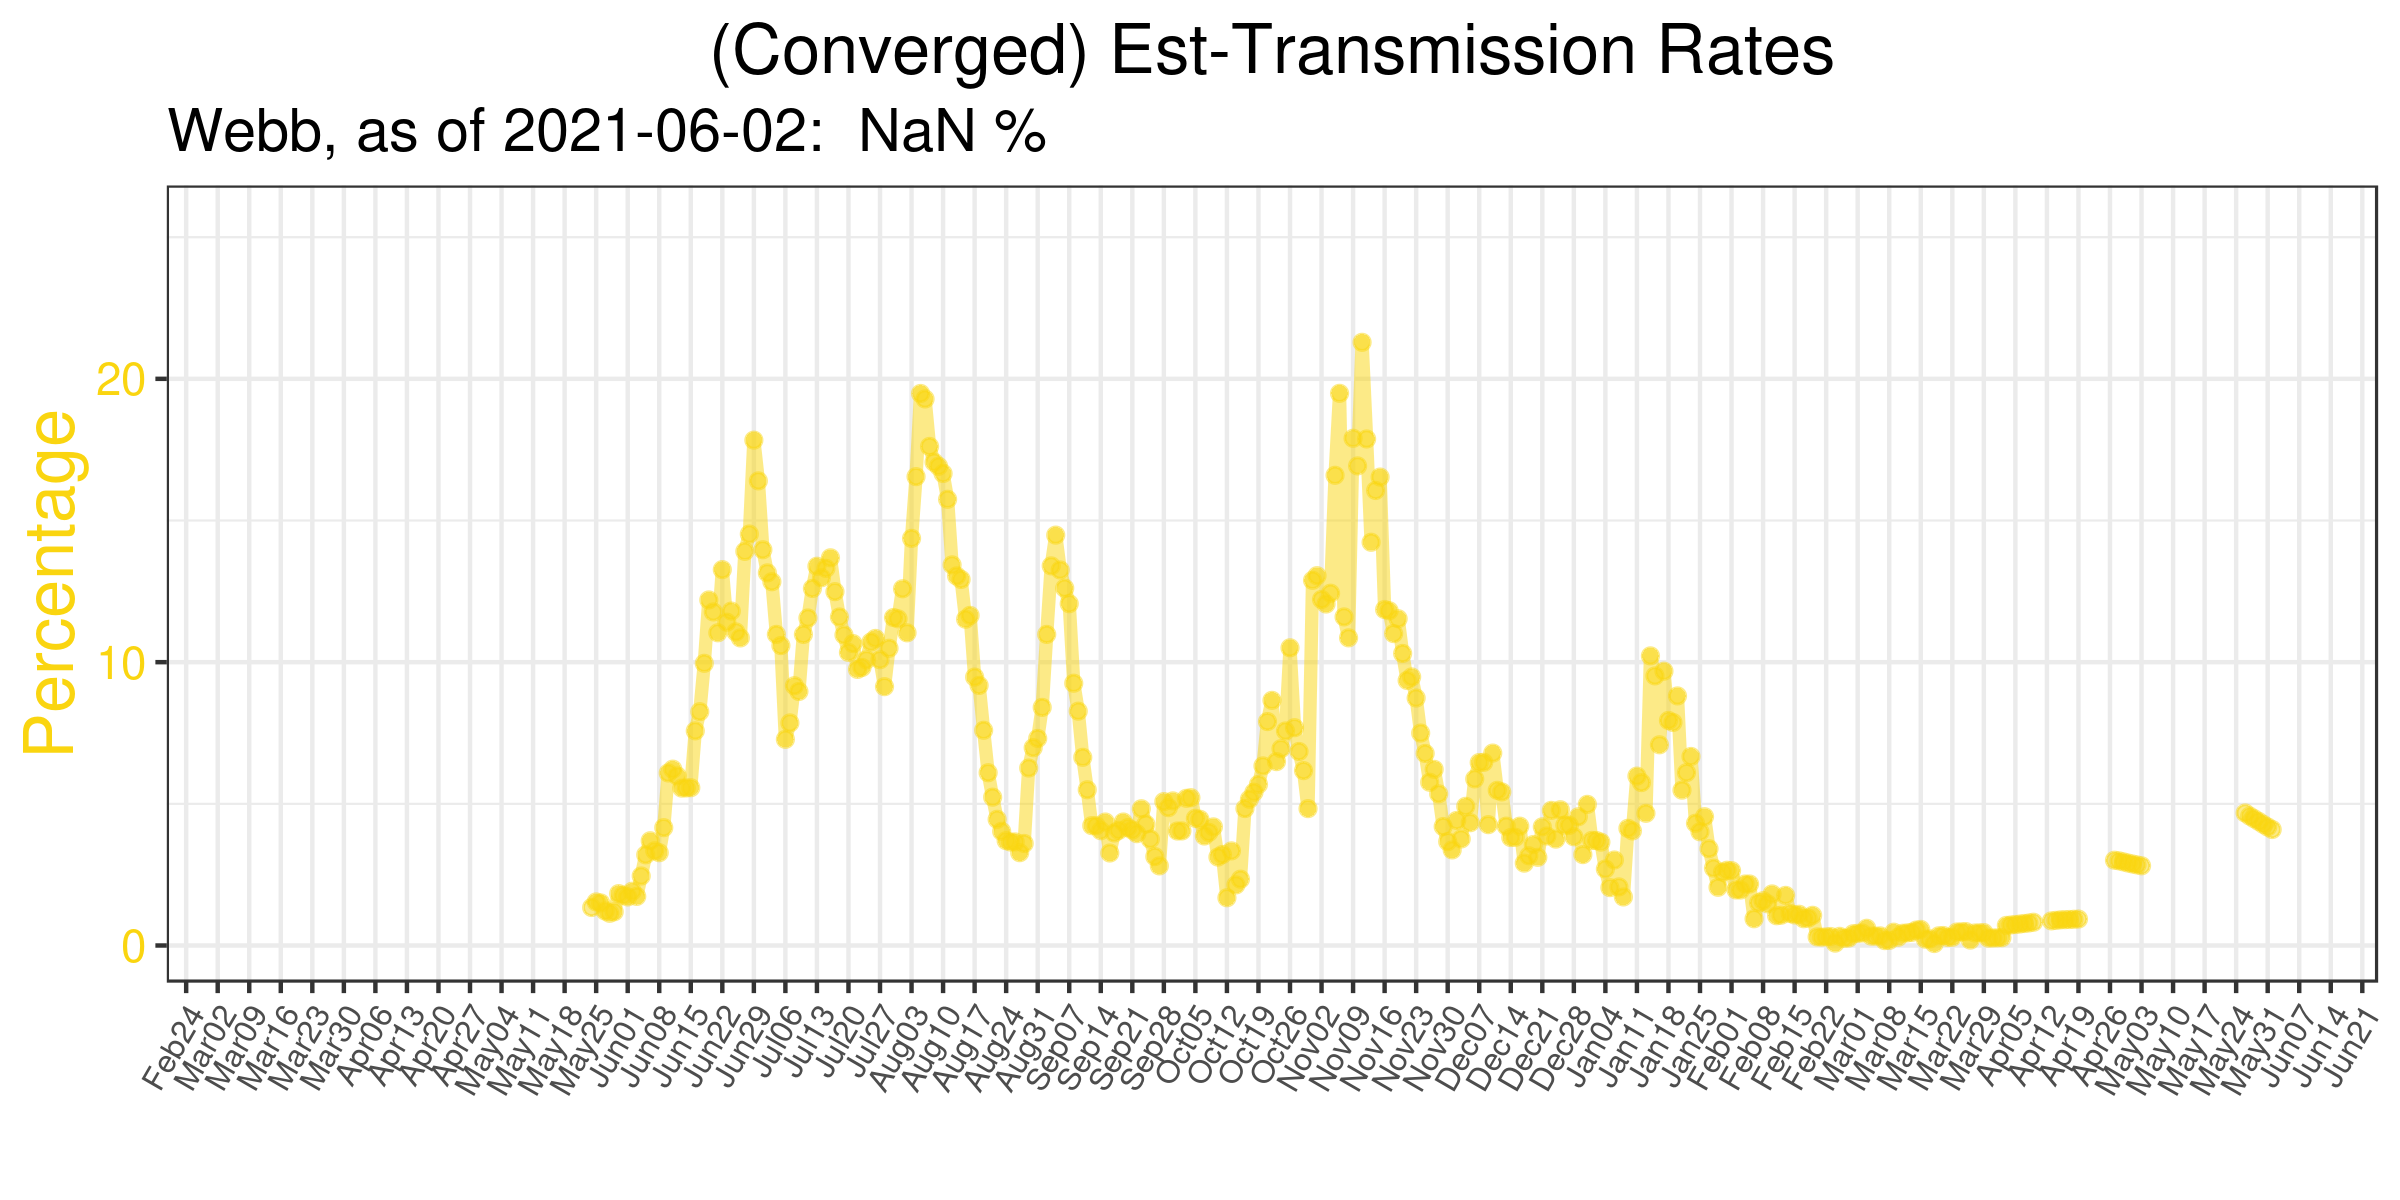 (Converged) Est-Transmission Rates
Webb, as of 2021-06-02:  NaN %
Percentage
20
10
0
Feb24
Mar02
Mar09
Mar16
Mar23
Mar30
Apr06
Apr13
Apr20
Apr27
May04
May11
May18
May25
Jun01
Jun08
Jun15
Jun22
Jun29
Jul06
Jul13
Jul20
Jul27
Aug03
Aug10
Aug17
Aug24
Aug31
Sep07
Sep14
Sep21
Sep28
Oct05
Oct12
Oct19
Oct26
Nov02
Nov09
Nov16
Nov23
Nov30
Dec07
Dec14
Dec21
Dec28
Jan04
Jan11
Jan18
Jan25
Feb01
Feb08
Feb15
Feb22
Mar01
Mar08
Mar15
Mar22
Mar29
Apr05
Apr12
Apr19
Apr26
May03
May10
May17
May24
May31
Jun07
Jun14
Jun21